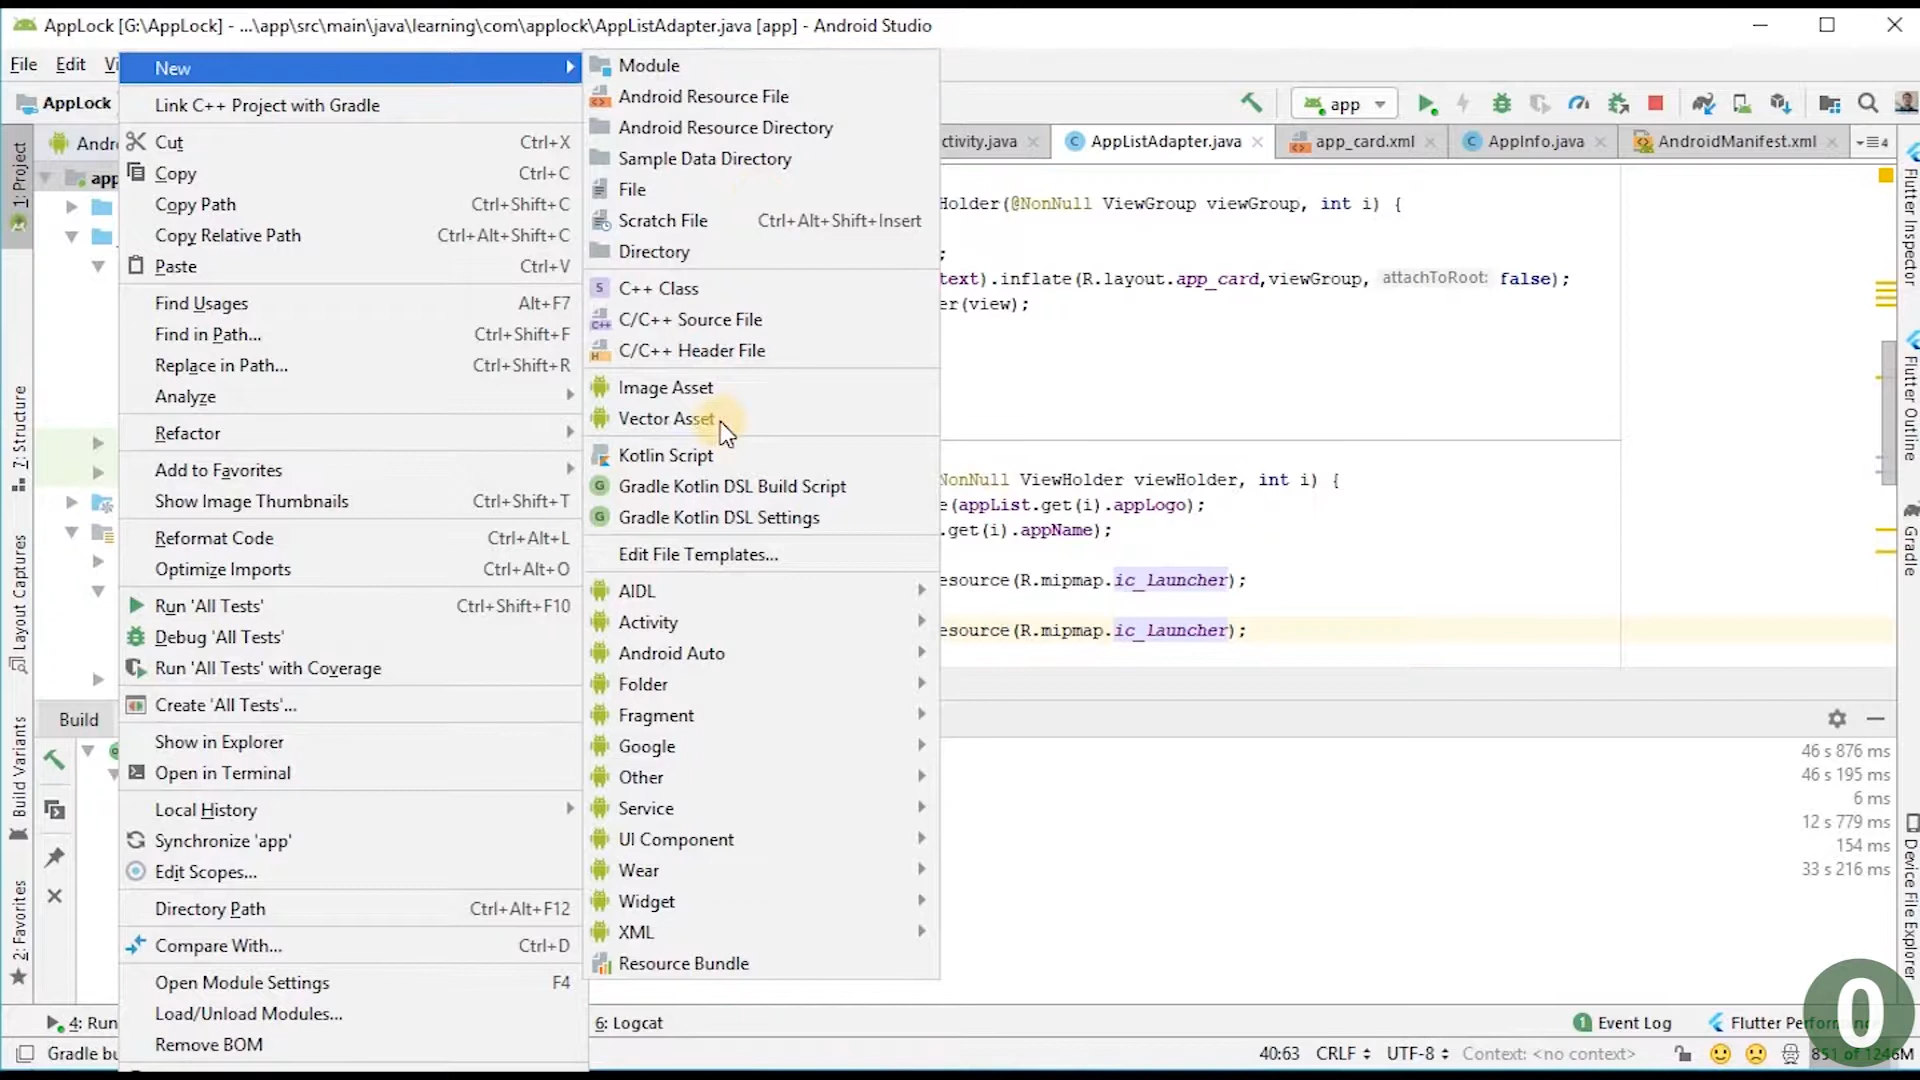 AppLock [G:\AppLock] - ...\app\src\main\java\learning\com\applock\AppListAdapter.java [app] - Android Studio
File Edit Vi
AppLock
app
Andro
ctivity.java
AppListAdapter.java
app_card.xml
AppInfo.java
AndroidManifest.xml
4
app
New
Link C++ Project with Gradle
Cut Ctrl+X
Copy Ctrl+C
Copy Path Ctrl+Shift+C
Copy Relative Path Ctrl+Alt+Shift+C
Paste Ctrl+V
Find Usages Alt+F7
Find in Path... Ctrl+Shift+F
Replace in Path... Ctrl+Shift+R
Analyze
Refactor
Add to Favorites
Show Image Thumbnails Ctrl+Shift+T
Reformat Code Ctrl+Alt+L
Optimize Imports Ctrl+Alt+O
Run 'All Tests' Ctrl+Shift+F10
Debug 'All Tests'
Run 'All Tests' with Coverage
Create 'All Tests'...
Show in Explorer
Open in Terminal
Local History
Synchronize 'app'
Edit Scopes...
Directory Path Ctrl+Alt+F12
Compare With... Ctrl+D
Open Module Settings F4
Load/Unload Modules...
Remove BOM
Module
Android Resource File
Android Resource Directory
Sample Data Directory
File
Scratch File Ctrl+Alt+Shift+Insert
Directory
S C++ Class
C++ C/C++ Source File
H C/C++ Header File
Image Asset
Vector Asset
Kotlin Script
G Gradle Kotlin DSL Build Script
G Gradle Kotlin DSL Settings
Edit File Templates...
AIDL
Activity
Android Auto
Folder
Fragment
Google
Other
Service
UI Component
Wear
Widget
XML
Resource Bundle
Holder(@NonNull ViewGroup viewGroup, int i) {
;
text).inflate(R.layout.app_card,viewGroup, attachToRoot: false);
er(view);
NonNull ViewHolder viewHolder, int i) {
e(appList.get(i).appLogo);
.get(i).appName);
esource(R.mipmap.ic_launcher);
esource(R.mipmap.ic_launcher);
1: Project
7: Structure
Layout Captures
Build Variants
2: Favorites
Flutter Inspector
Flutter Outline
Gradle
Device File Explorer
Build
46 s 876 ms
46 s 195 ms
6 ms
12 s 779 ms
154 ms
33 s 216 ms
4: Run
6: Logcat
1 Event Log
Flutter Performan
Gradle bu
40:63 CRLF UTF-8 Context: <no context>
851 of 1246M
0